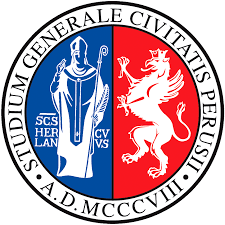 · STUDIUM GENERALE CIVITATIS PERUSII ·
A.D.MCCCVIII
SCS
HER CV
LAN VS